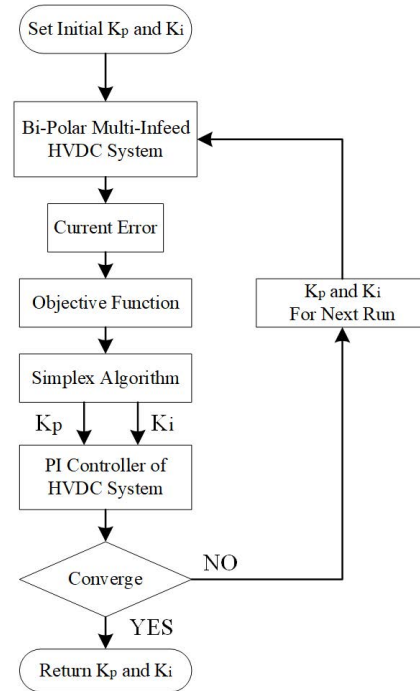 Set Initial Kp and Ki
Bi-Polar Multi-Infeed
HVDC System
Current Error
Objective Function
Kp and Ki
For Next Run
Simplex Algorithm
Kp
Ki
PI Controller of
HVDC System
Converge
NO
YES
Return Kp and Ki